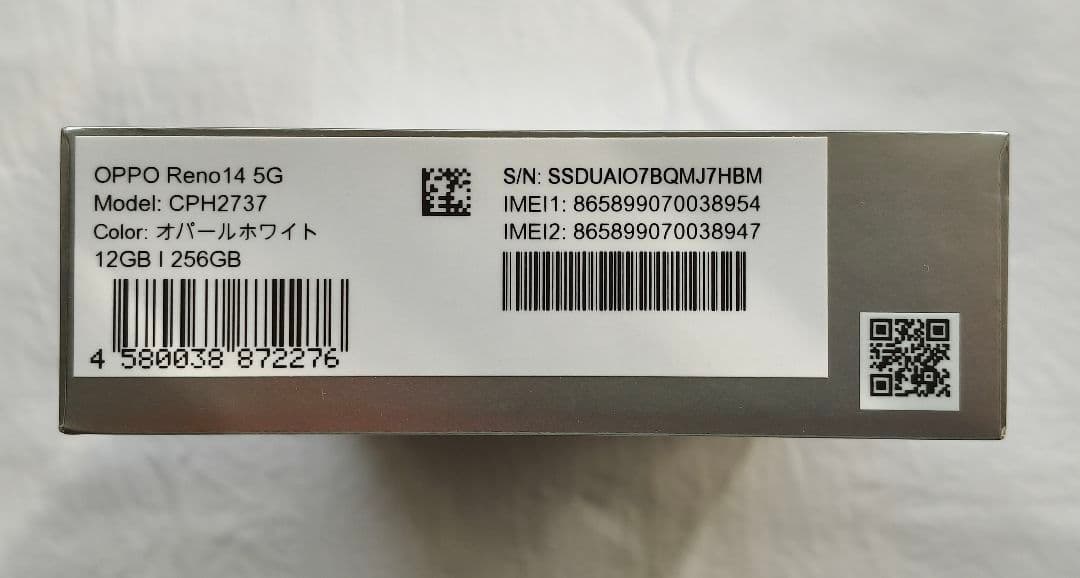 OPPO Reno14 5G
Model: CPH2737
Color: オパールホワイト
12GB | 256GB
4 580038 872276
S/N: SSDUAIO7BQMJ7HBM
IMEI1: 865899070038954
IMEI2: 865899070038947